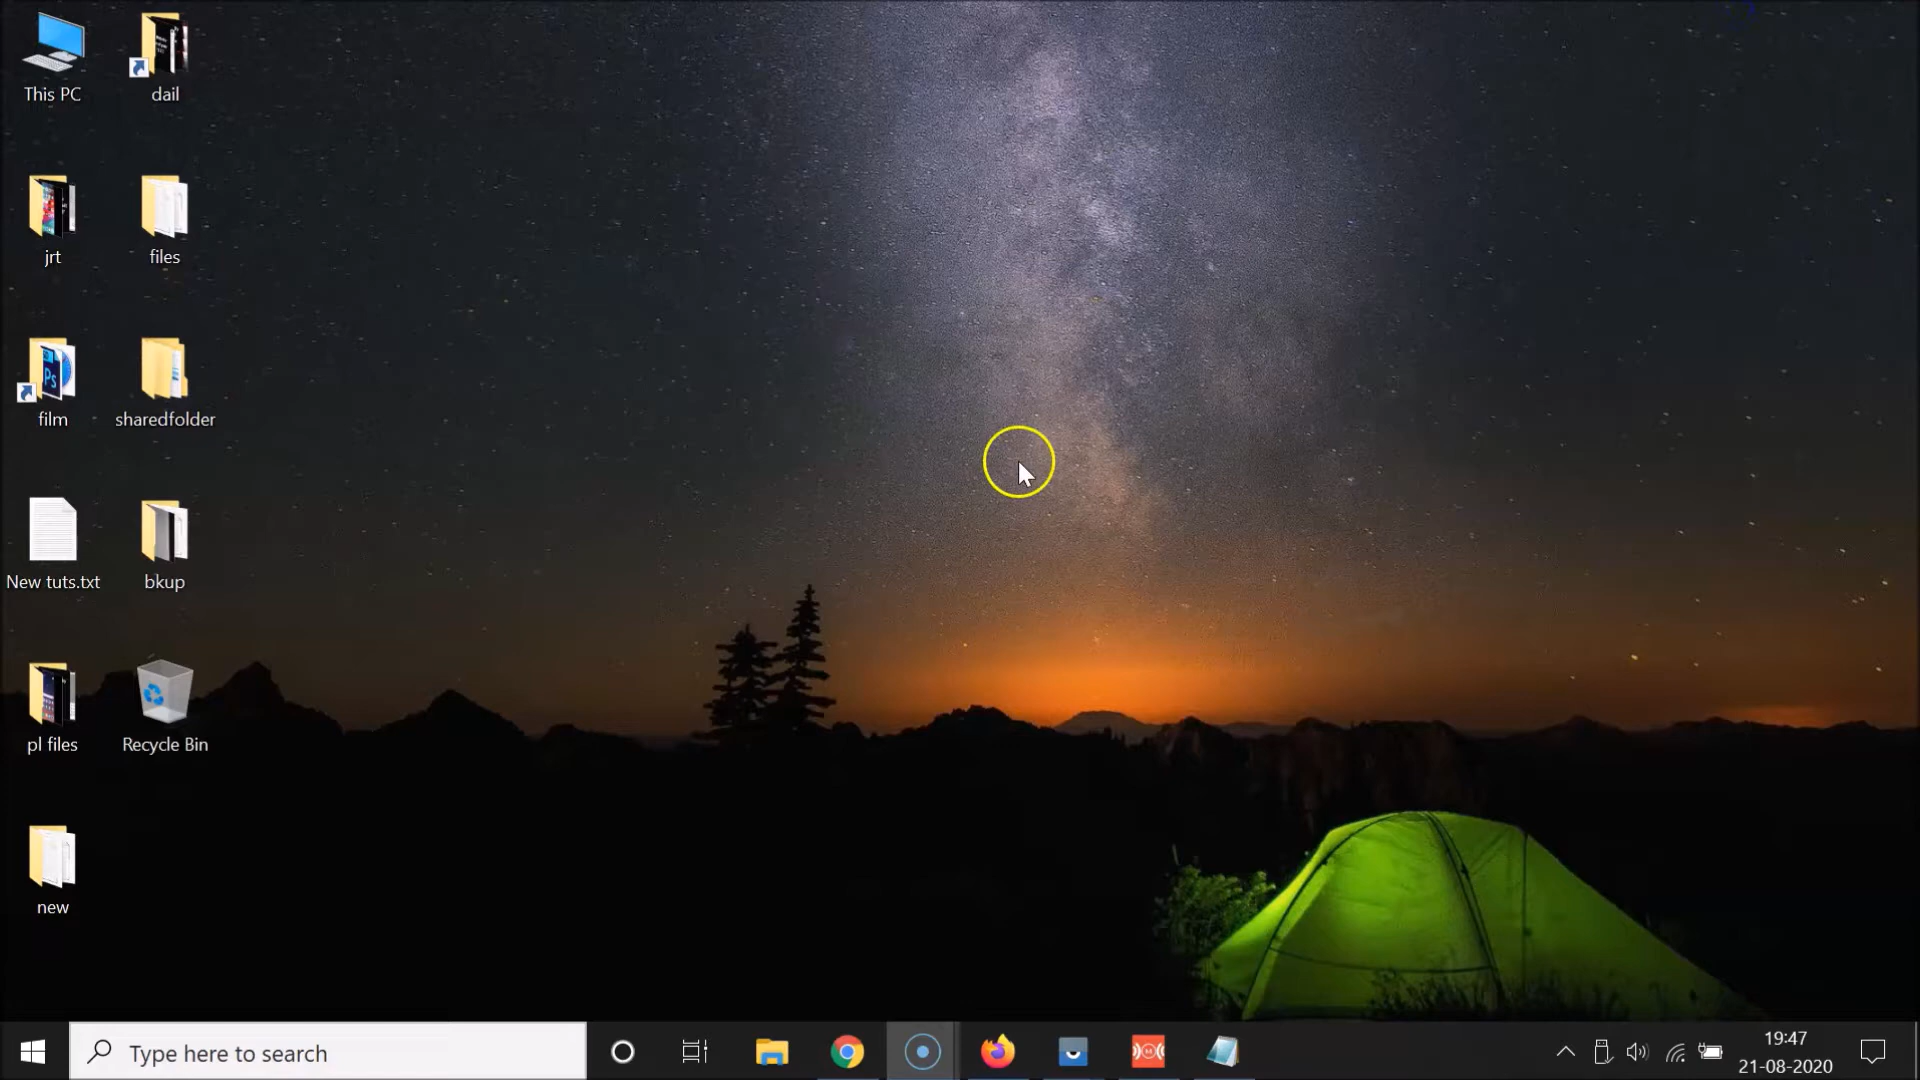 This PC
dail
jrt
files
film
sharedfolder
New tuts.txt
bkup
pl files
Recycle Bin
new
Type here to search
19:47
21-08-2020